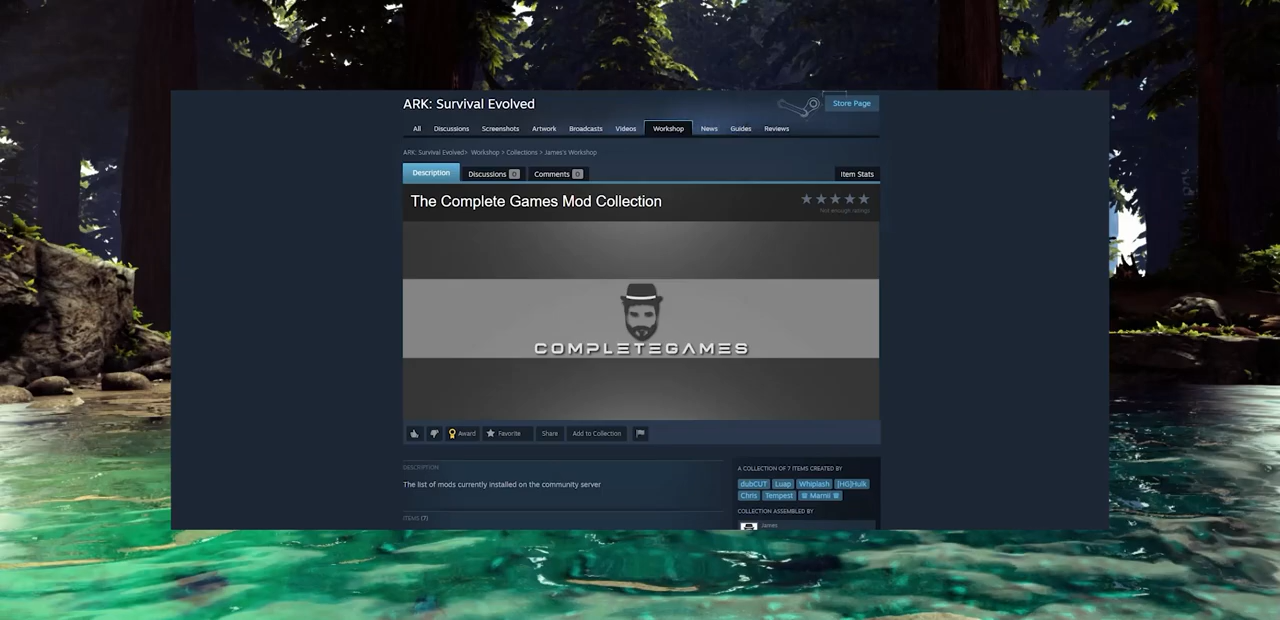 ARK: Survival Evolved
Store Page
All Discussions Screenshots Artwork Broadcasts Videos Workshop News Guides Reviews
ARK: Survival Evolved> Workshop > Collections > James's Workshop
Description Discussions 0 Comments 0 Item Stats
The Complete Games Mod Collection
Not enough ratings
COMPLETEGAMES
Award Favorite Share Add to Collection
DESCRIPTION
The list of mods currently installed on the community server
ITEMS (7)
A COLLECTION OF 7 ITEMS CREATED BY
dubCUT Luap Whiplash [HG]Hulk
Chris Tempest Marnii
COLLECTION ASSEMBLED BY
James